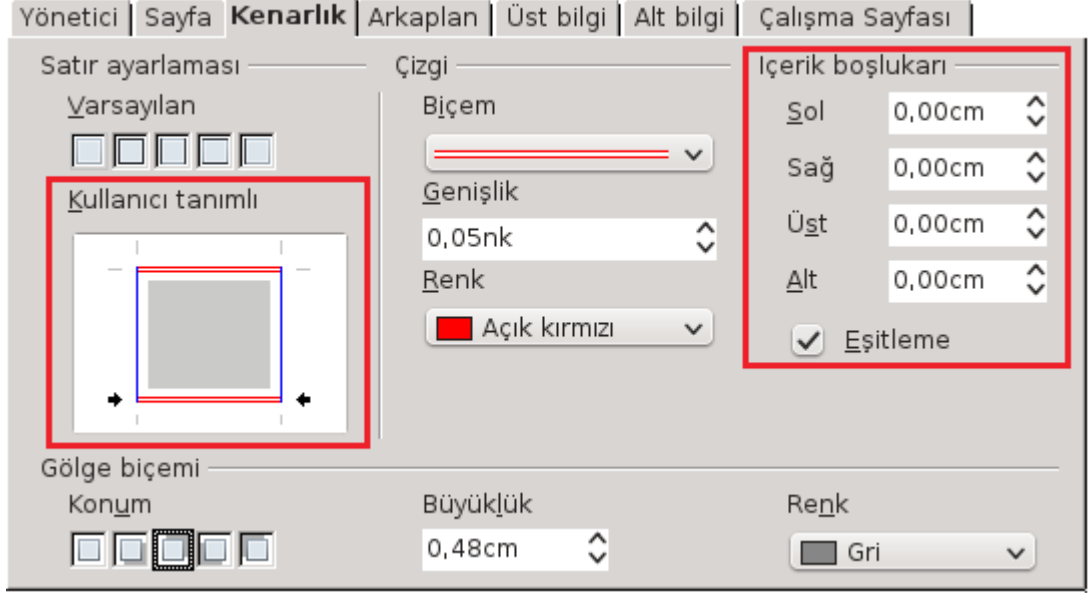 Yönetici Sayfa Kenarlık Arkaplan Üst bilgi Alt bilgi Çalışma Sayfası
Satır ayarlaması
Varsayılan
Kullanıcı tanımlı
Çizgi
Biçem
Genişlik
0,05nk
Renk
Açık kırmızı
Içerik boşlukarı
Sol 0,00cm
Sağ 0,00cm
Üst 0,00cm
Alt 0,00cm
Eşitleme
Gölge biçemi
Konum
Büyüklük
0,48cm
Renk
Gri